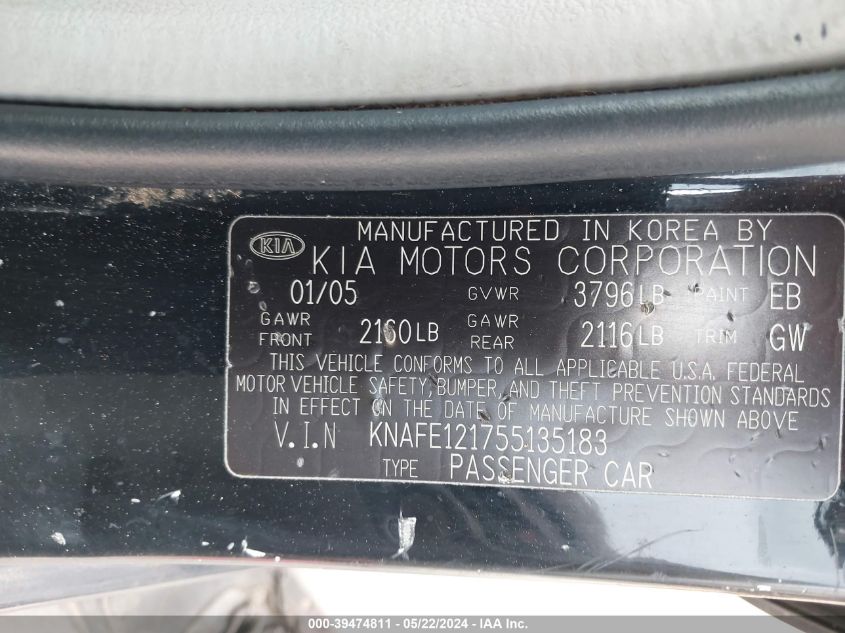 MANUFACTURED IN KOREA BY
KIA KIA MOTORS CORPORATION
01/05 GVWR 3796LB PAINT EB
GAWR FRONT 2160LB GAWR REAR 2116LB TRIM GW
THIS VEHICLE CONFORMS TO ALL APPLICABLE U.S.A. FEDERAL
MOTOR VEHICLE SAFETY, BUMPER, AND THEFT PREVENTION STANDARDS
IN EFFECT ON THE DATE OF MANUFACTURE SHOWN ABOVE
V.I.N KNAFE121755135183
TYPE PASSENGER CAR
000-39474811 - 05/22/2024 - IAA Inc.